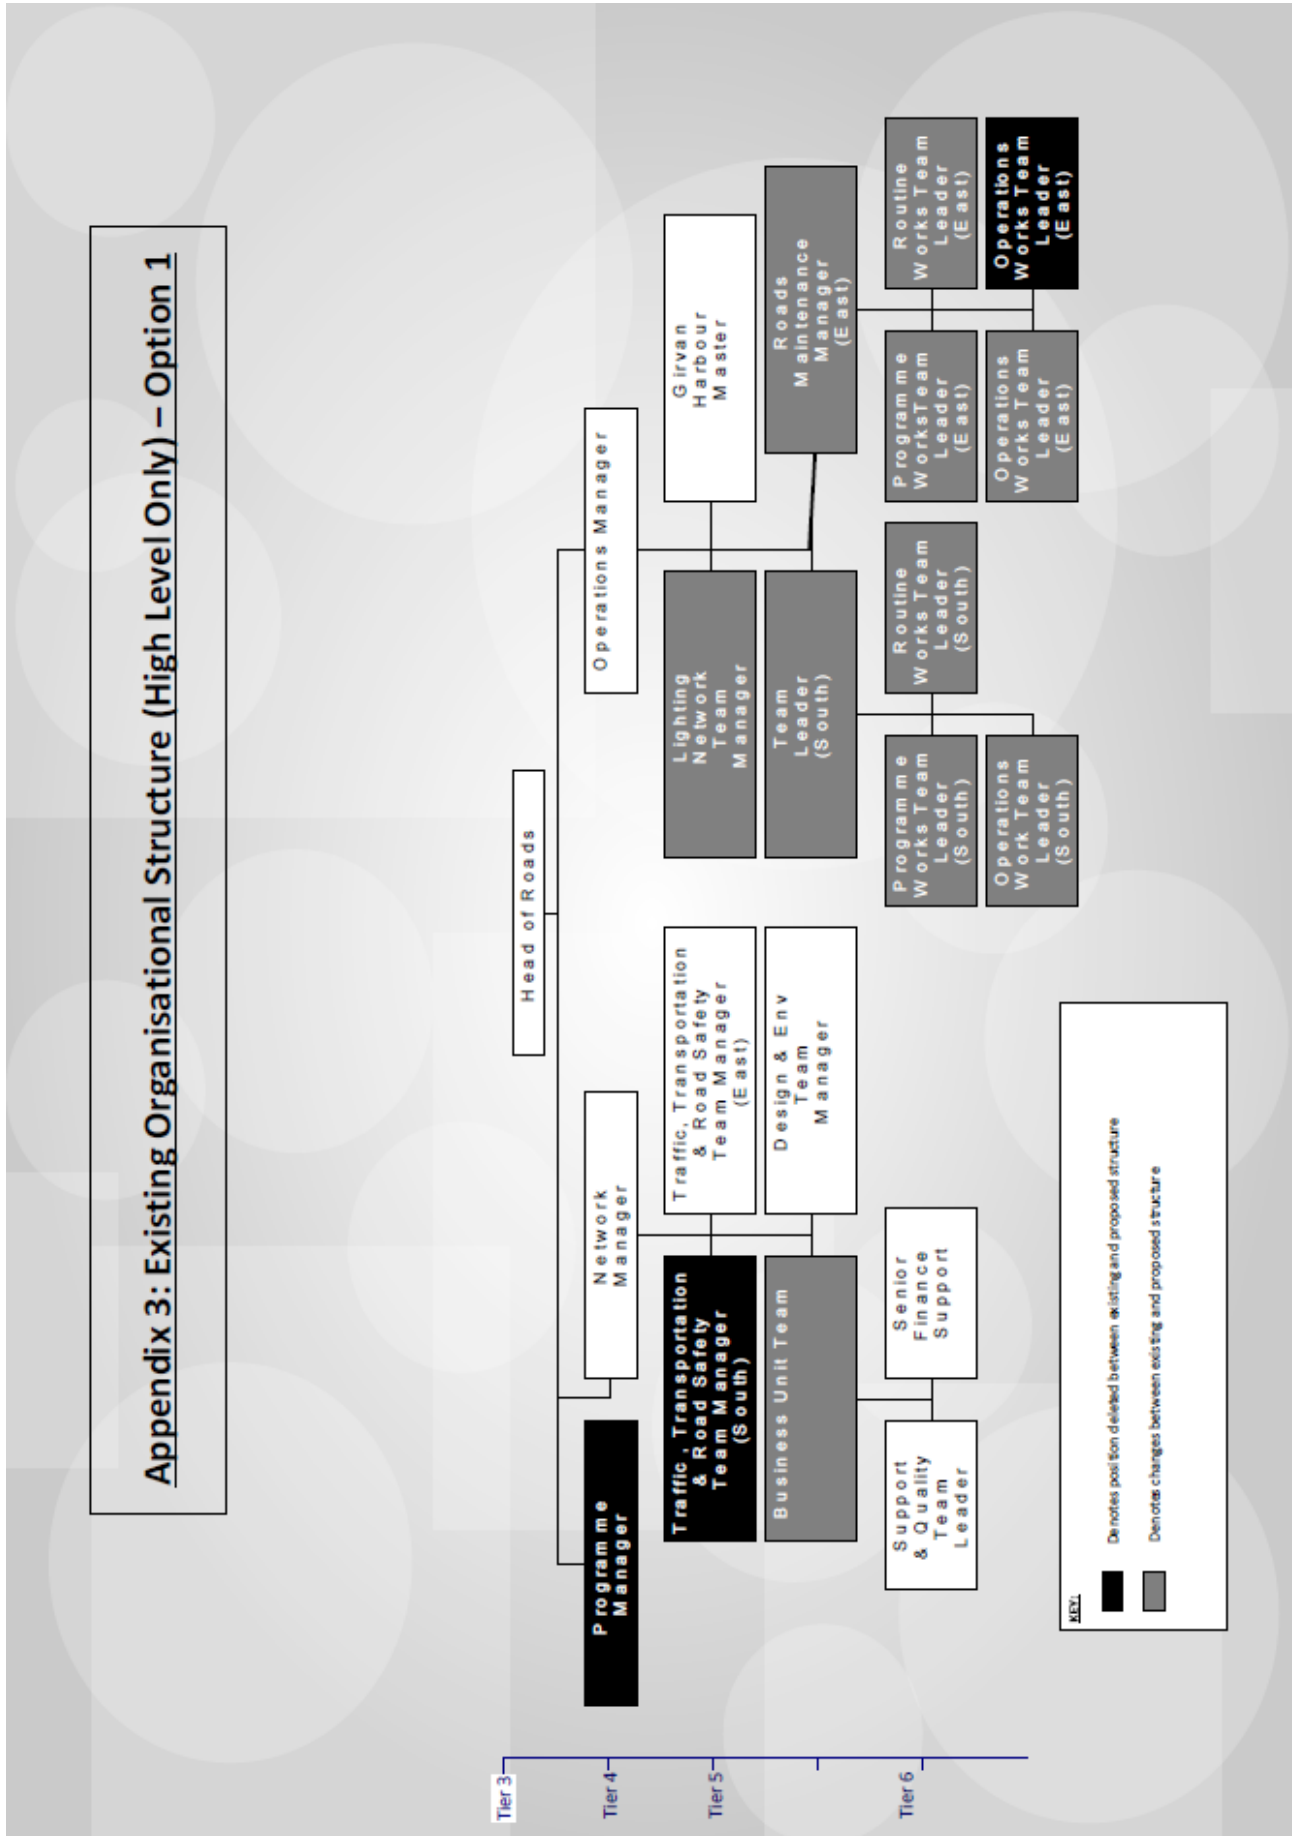 Appendix 3: Existing Organisational Structure (High Level Only) – Option 1
Tier 3
Head of Roads
Tier 4
Programme
Manager
Network
Manager
Operations Manager
Tier 5
Traffic , Transportation
& Road Safety
Team Manager
(South)
Traffic, Transportation
& Road Safety
Team Manager
(East)
Lighting
Network
Team
Manager
Girvan
Harbour
Master
Business Unit Team
Design & Env
Team
Manager
Team
Leader
(South)
Roads
Maintenance
Manager
(East)
Tier 6
Support
& Quality
Team
Leader
Senior
Finance
Support
Programme
Works Team
Leader
(South)
Routine
Works Team
Leader
(South)
Programme
WorksTeam
Leader
(East)
Routine
Works Team
Leader
(East)
Operations
Work Team
Leader
(South)
Operations
Works Team
Leader
(East)
Operations
Works Team
Leader
(East)
KEY:
Denotes position deleted between existing and proposed structure
Denotes changes between existing and proposed structure